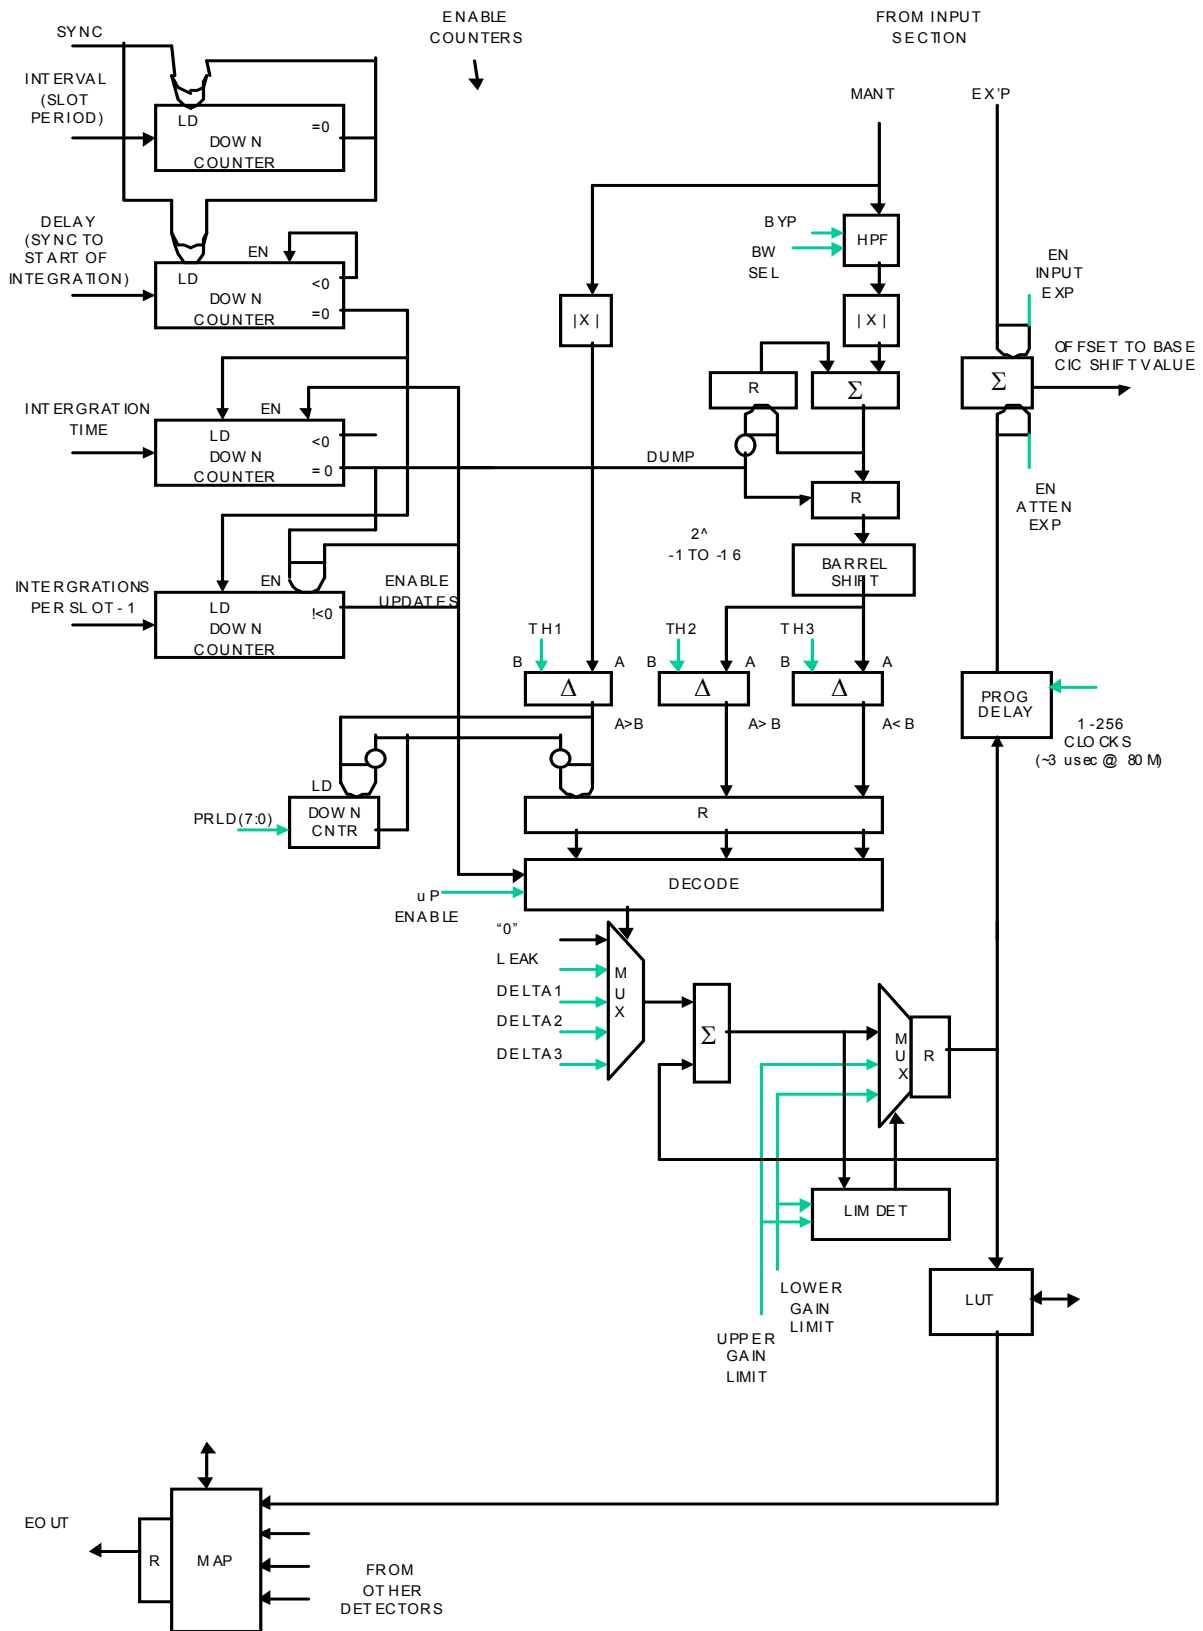 SYNC
ENABLE
COUNTERS
FROM INPUT
SECTION
INTERVAL
(SLOT
PERIOD)
LD
=0
DOWN
COUNTER
MANT
EX'P
DELAY
(SYNC TO
START OF
INTEGRATION)
EN
LD
<0
DOWN
=0
COUNTER
BYP
BW
SEL
HPF
EN
INPUT
EXP
|X|
|X|
OFFSET TO BASE
CIC SHIFT VALUE
R
Σ
Σ
INTERGRATION
TIME
EN
LD
<0
DOWN
= 0
COUNTER
DUMP
R
EN
ATTEN
EXP
2^
-1 TO -16
BARREL
SHIFT
INTERGRATIONS
PER SLOT - 1
EN
LD
!<0
DOWN
COUNTER
ENABLE
UPDATES
TH1
TH2
TH3
B
A
B
A
B
A
Δ
Δ
Δ
A>B
A>B
A<B
PROG
DELAY
1-256
CLOCKS
(~3 usec @ 80M)
LD
PRLD(7:0)
DOWN
CNTR
R
DECODE
uP
ENABLE
“0”
LEAK
DELTA1
DELTA2
DELTA3
M
U
X
Σ
M
U
X
R
LIM DET
LOWER
GAIN
LIMIT
UPPER
GAIN
LIMIT
LUT
EOUT
R
MAP
FROM
OTHER
DETECTORS